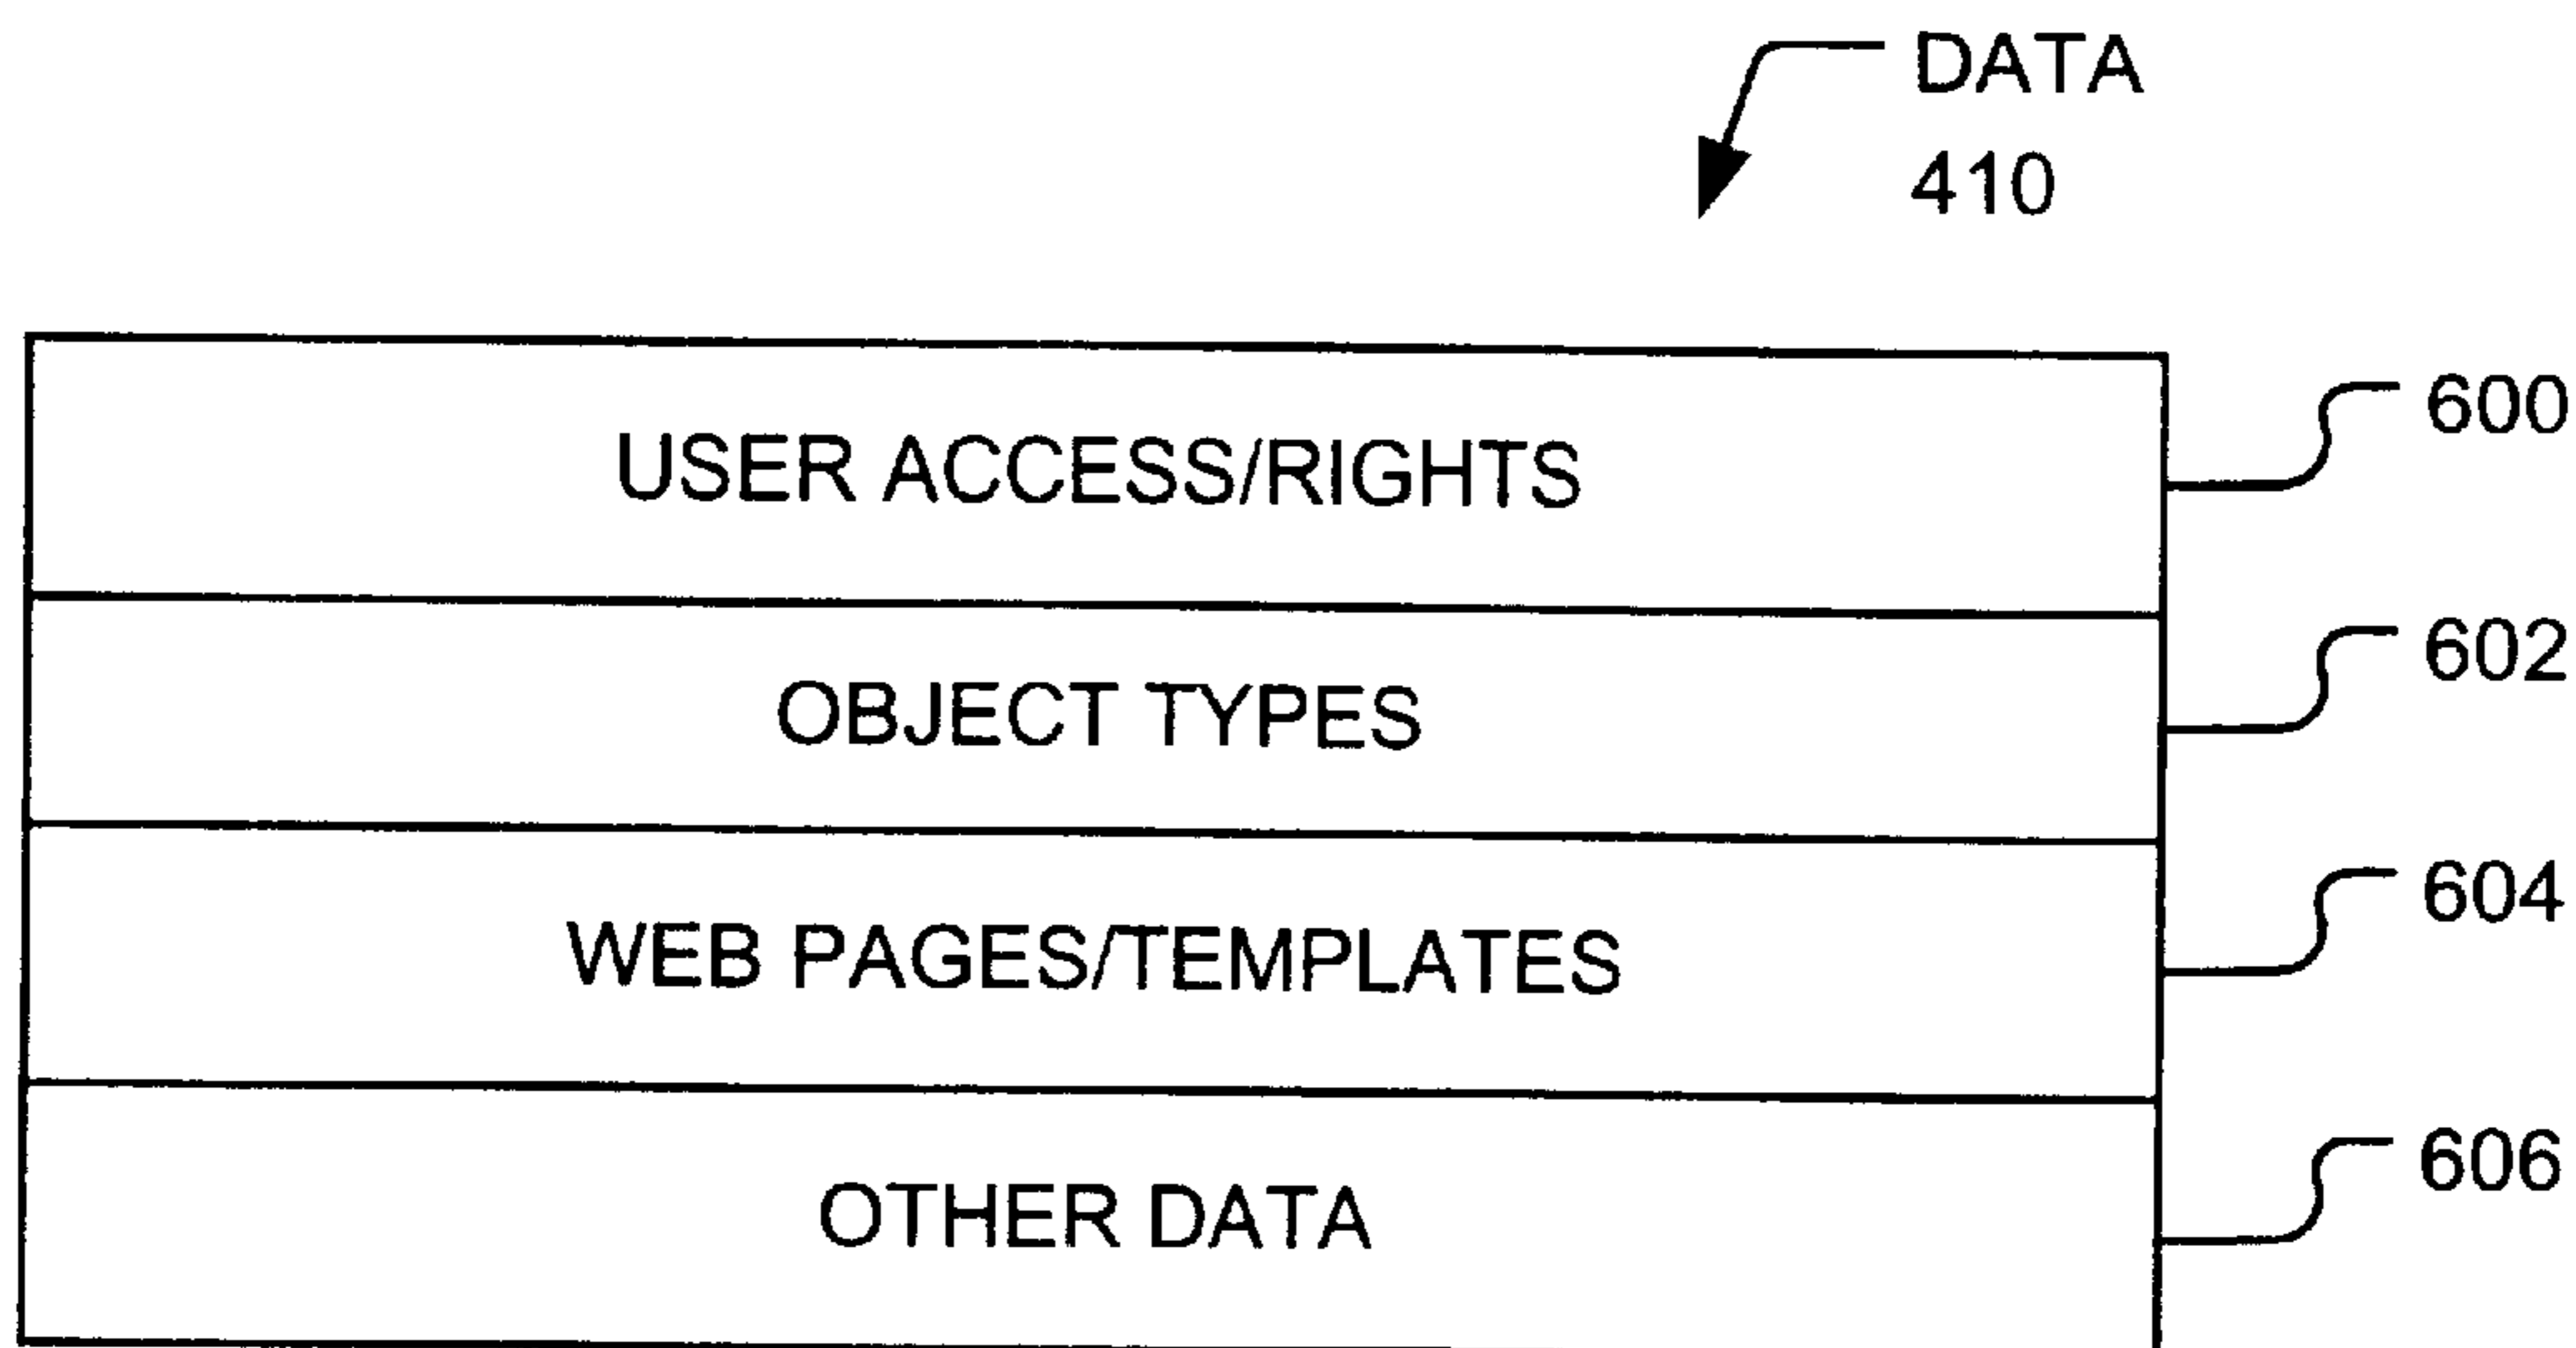 DATA
410
USER ACCESS/RIGHTS
600
OBJECT TYPES
602
WEB PAGES/TEMPLATES
604
OTHER DATA
606